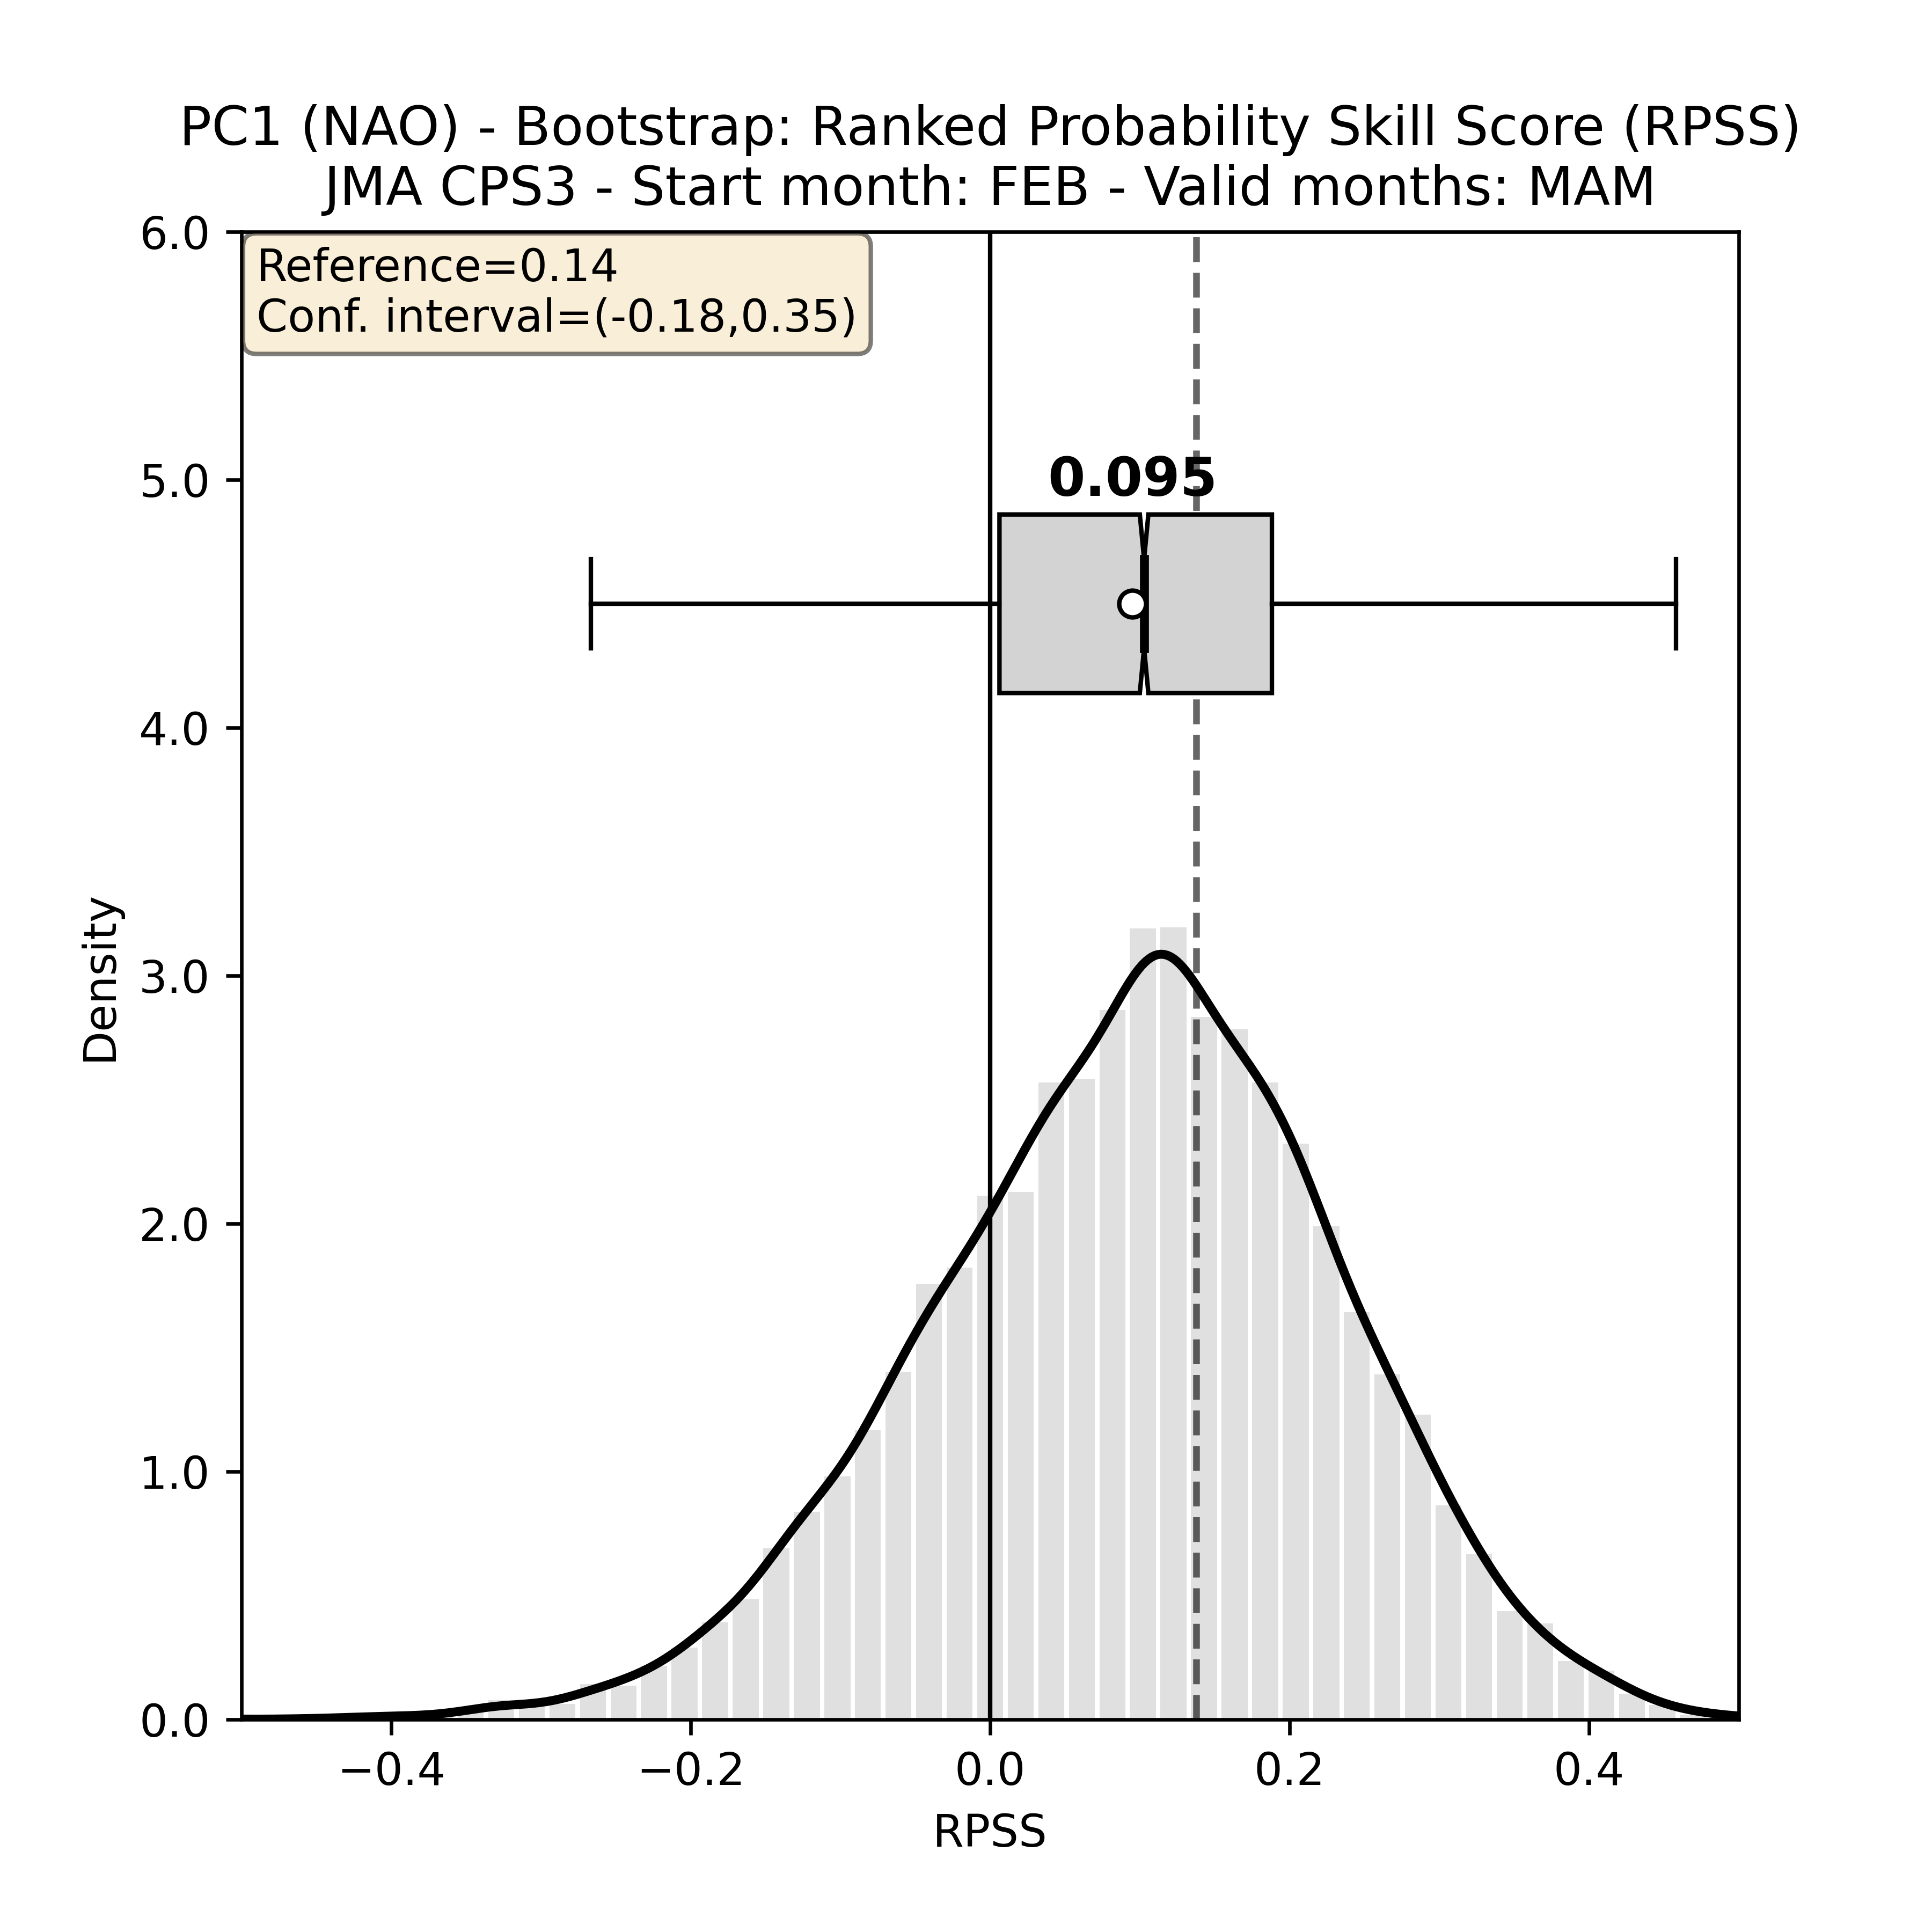 PC1 (NAO) - Bootstrap: Ranked Probability Skill Score (RPSS)
JMA CPS3 - Start month: FEB - Valid months: MAM
Reference=0.14
Conf. interval=(-0.18,0.35)
0.095
6.0
5.0
4.0
3.0
2.0
1.0
0.0
Density
−0.4
−0.2
0.0
0.2
0.4
RPSS